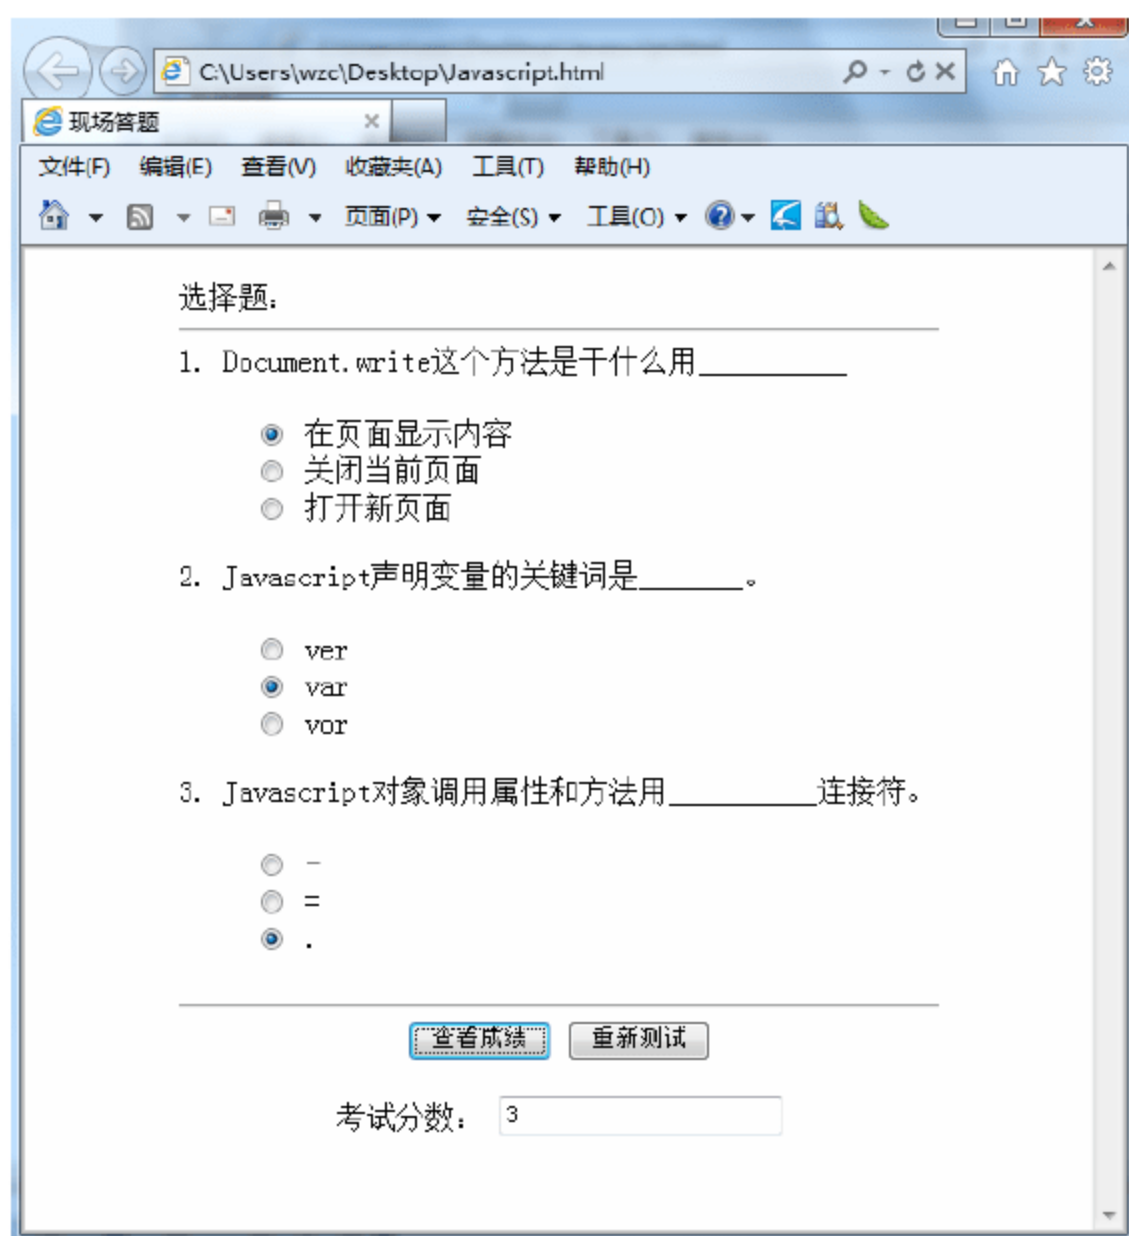 C:\Users\wzc\Desktop\Javascript.html
现场答题
文件(F) 编辑(E) 查看(V) 收藏夹(A) 工具(T) 帮助(H)
页面(P) 安全(S) 工具(O)
选择题:
1. Document.write这个方法是干什么用__________
在页面显示内容
关闭当前页面
打开新页面
2. Javascript声明变量的关键词是_______。
ver
var
vor
3. Javascript对象调用属性和方法用__________连接符。
-
=
.
查看成绩 重新测试
考试分数: 3